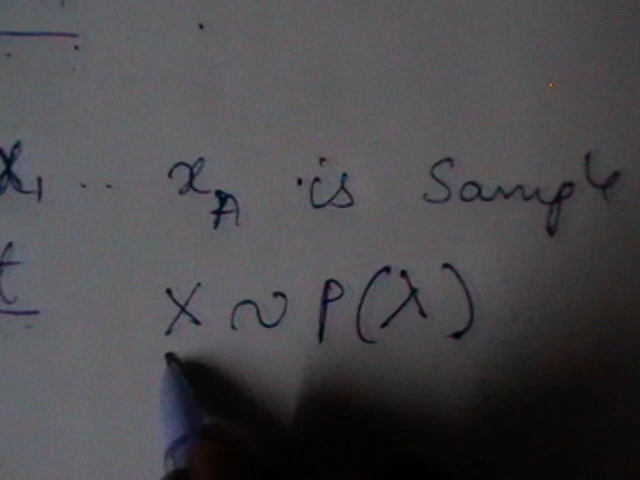 x₁ .. xₙ is Sample
t X ~ P(λ)